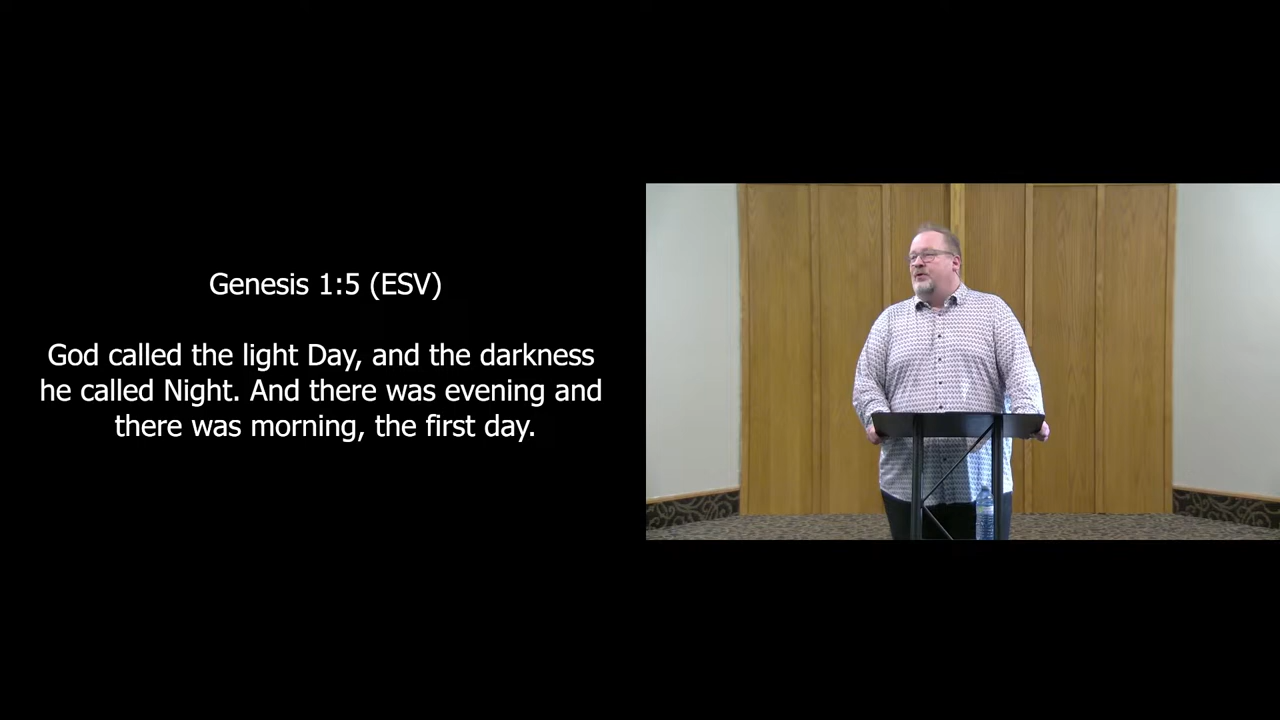 Genesis 1:5 (ESV)
God called the light Day, and the darkness
he called Night. And there was evening and
there was morning, the first day.